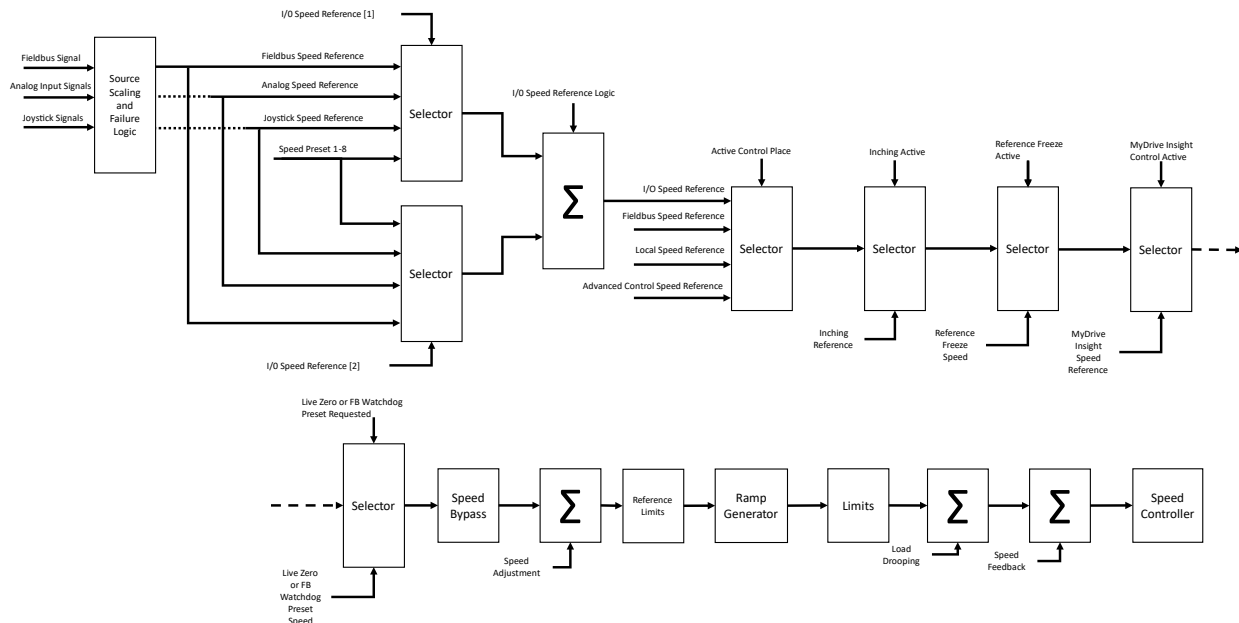 I/0 Speed Reference [1]
Fieldbus Signal
Analog Input Signals
Joystick Signals
Source
Scaling
and
Failure
Logic
Fieldbus Speed Reference
Analog Speed Reference
Joystick Speed Reference
Speed Preset 1-8
Selector
I/0 Speed Reference Logic
Σ
Selector
I/0 Speed Reference [2]
Active Control Place
I/O Speed Reference
Fieldbus Speed Reference
Local Speed Reference
Advanced Control Speed Reference
Selector
Inching Active
Selector
Inching
Reference
Reference Freeze
Active
Selector
Reference
Freeze
Speed
MyDrive Insight
Control Active
Selector
MyDrive
Insight
Speed
Reference
Live Zero or FB Watchdog
Preset Requested
Selector
Live Zero
or FB
Watchdog
Preset
Speed
Speed
Bypass
Σ
Speed
Adjustment
Reference
Limits
Ramp
Generator
Limits
Σ
Load
Drooping
Σ
Speed
Feedback
Speed
Controller